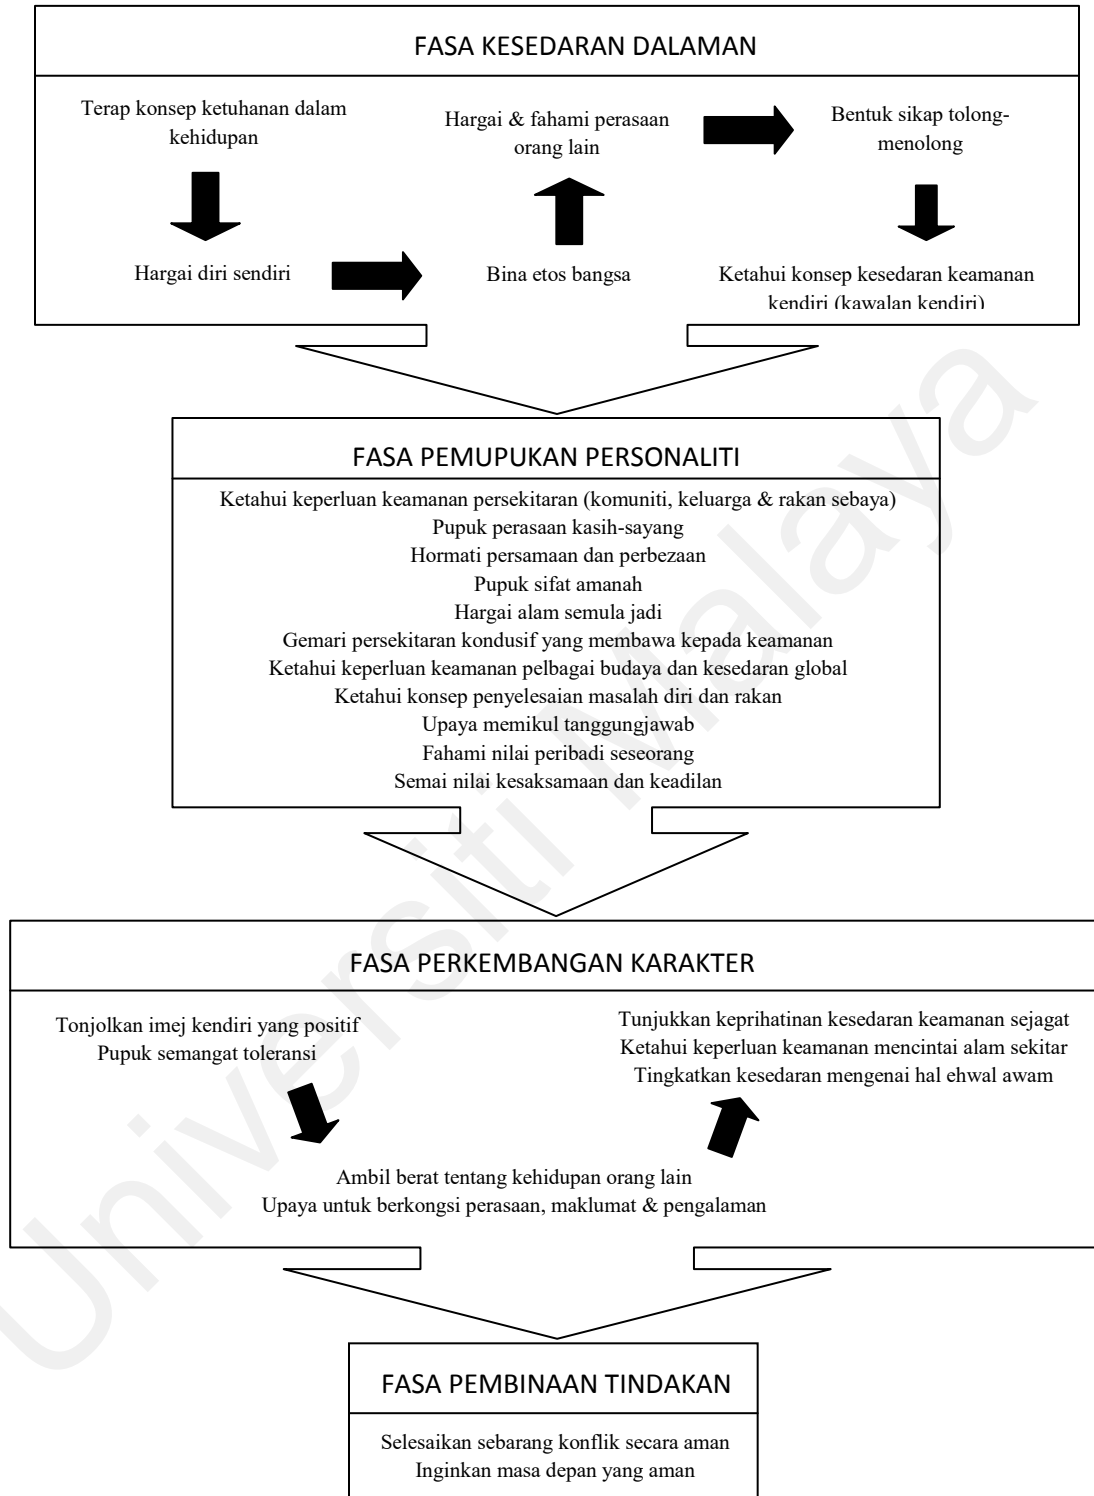 FASA KESEDARAN DALAMAN
Terap konsep ketuhanan dalam
kehidupan
Hargai diri sendiri
Bina etos bangsa
Hargai & fahami perasaan
orang lain
Bentuk sikap tolong-
menolong
Ketahui konsep kesedaran keamanan
kendiri (kawalan kendiri)
FASA PEMUPUKAN PERSONALITI
Ketahui keperluan keamanan persekitaran (komuniti, keluarga & rakan sebaya)
Pupuk perasaan kasih-sayang
Hormati persamaan dan perbezaan
Pupuk sifat amanah
Hargai alam semula jadi
Gemari persekitaran kondusif yang membawa kepada keamanan
Ketahui keperluan keamanan pelbagai budaya dan kesedaran global
Ketahui konsep penyelesaian masalah diri dan rakan
Upaya memikul tanggungjawab
Fahami nilai peribadi seseorang
Semai nilai kesaksamaan dan keadilan
FASA PERKEMBANGAN KARAKTER
Tonjolkan imej kendiri yang positif
Pupuk semangat toleransi
Ambil berat tentang kehidupan orang lain
Upaya untuk berkongsi perasaan, maklumat & pengalaman
Tunjukkan keprihatinan kesedaran keamanan sejagat
Ketahui keperluan keamanan mencintai alam sekitar
Tingkatkan kesedaran mengenai hal ehwal awam
FASA PEMBINAAN TINDAKAN
Selesaikan sebarang konflik secara aman
Inginkan masa depan yang aman
Universiti Malaya